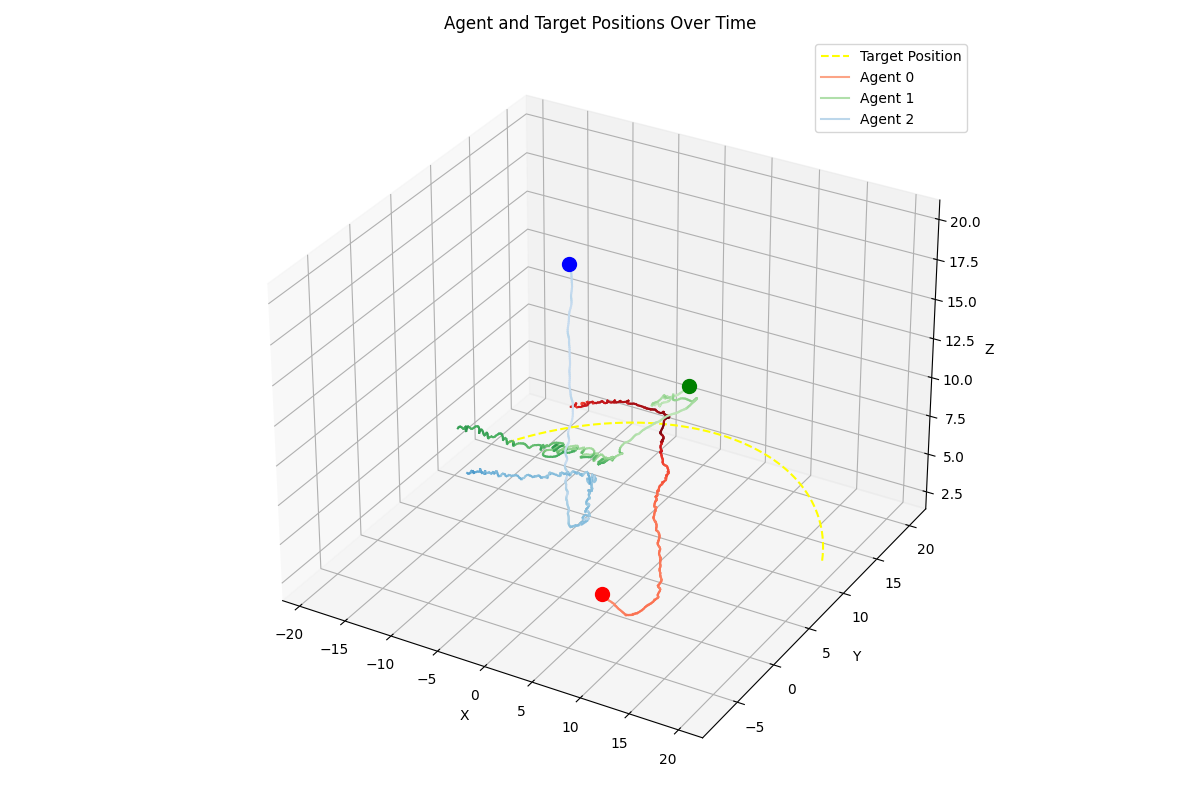 Agent and Target Positions Over Time
Target Position
Agent 0
Agent 1
Agent 2
20.0
17.5
15.0
12.5
10.0
7.5
5.0
2.5
Z
20
15
10
5
0
−5
Y
−20
−15
−10
−5
0
5
10
15
20
X